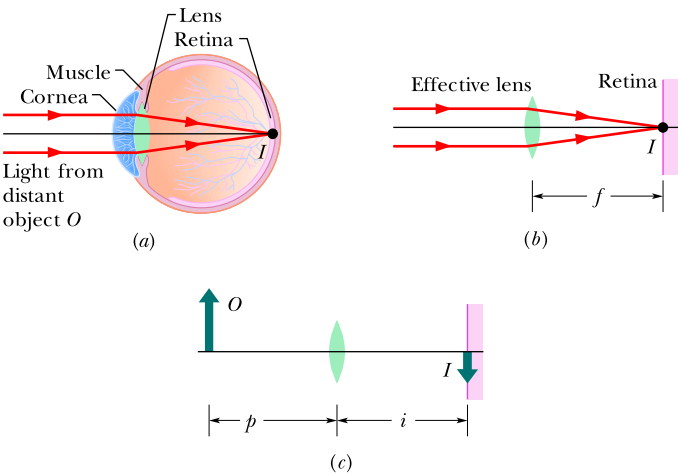 Lens
Retina
Muscle
Cornea
I
Light from
distant
object O
(a)
Effective lens
Retina
I
f
(b)
O
I
p
i
(c)